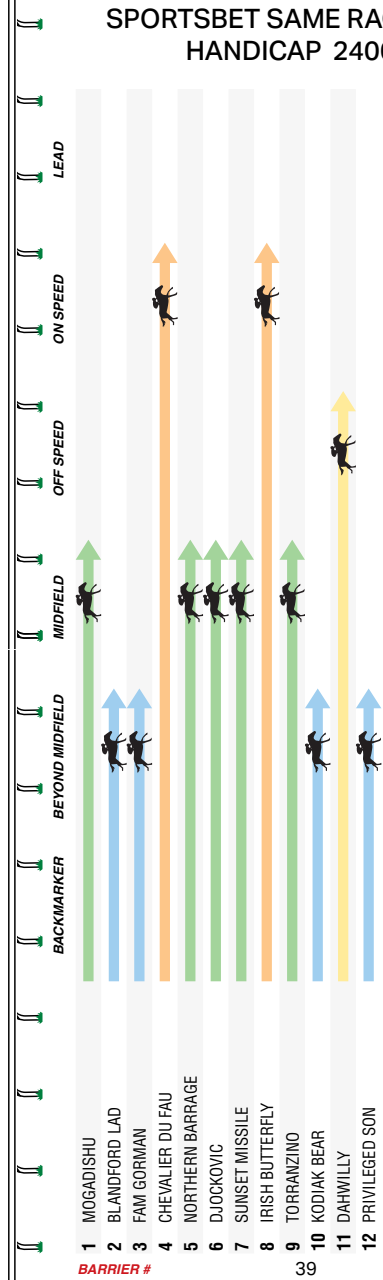 SPORTSBET SAME RAC
HANDICAP 2400
LEAD
ON SPEED
OFF SPEED
MIDFIELD
BEYOND MIDFIELD
BACKMARKER
1 MOGADISHU
2 BLANDFORD LAD
3 FAM GORMAN
4 CHEVALIER DU FAU
5 NORTHERN BARRAGE
6 DJOCKOVIC
7 SUNSET MISSILE
8 IRISH BUTTERFLY
9 TORRANZINO
10 KODIAK BEAR
11 DAHWILLY
12 PRIVILEGED SON
BARRIER #
39